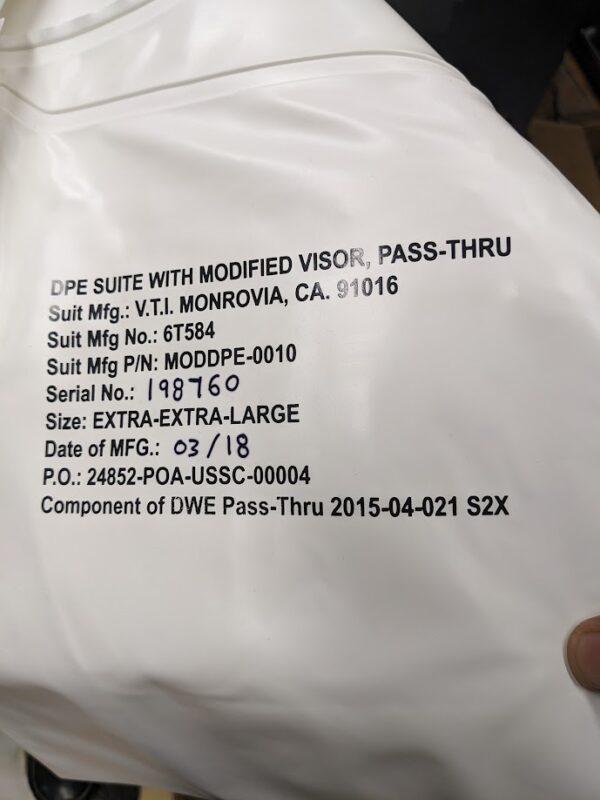 DPE SUITE WITH MODIFIED VISOR, PASS-THRU
Suit Mfg.: V.T.I. MONROVIA, CA. 91016
Suit Mfg No.: 6T584
Suit Mfg P/N: MODDPE-0010
Serial No.: 198760
Size: EXTRA-EXTRA-LARGE
Date of MFG.: 03/18
P.O.: 24852-POA-USSC-00004
Component of DWE Pass-Thru 2015-04-021 S2X